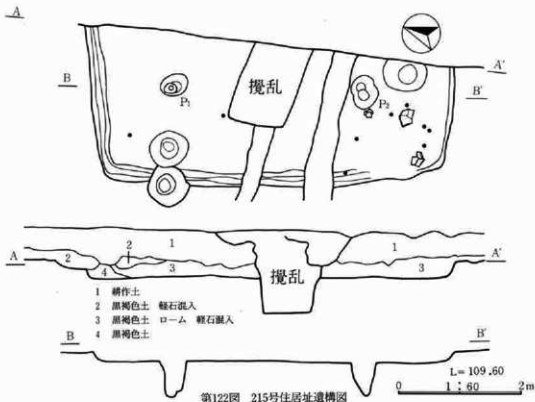 A
B
P₁
攪乱
P₂
A'
B'
A
2
4
2
1
3
攪乱
1
3
A'
1 耕作土
2 黒褐色土 軽石混入
3 黒褐色土 ローム 軽石混入
4 黒褐色土
B
B'
L=109.60
0 1:60 2m
第122図 215号住居址遺構図